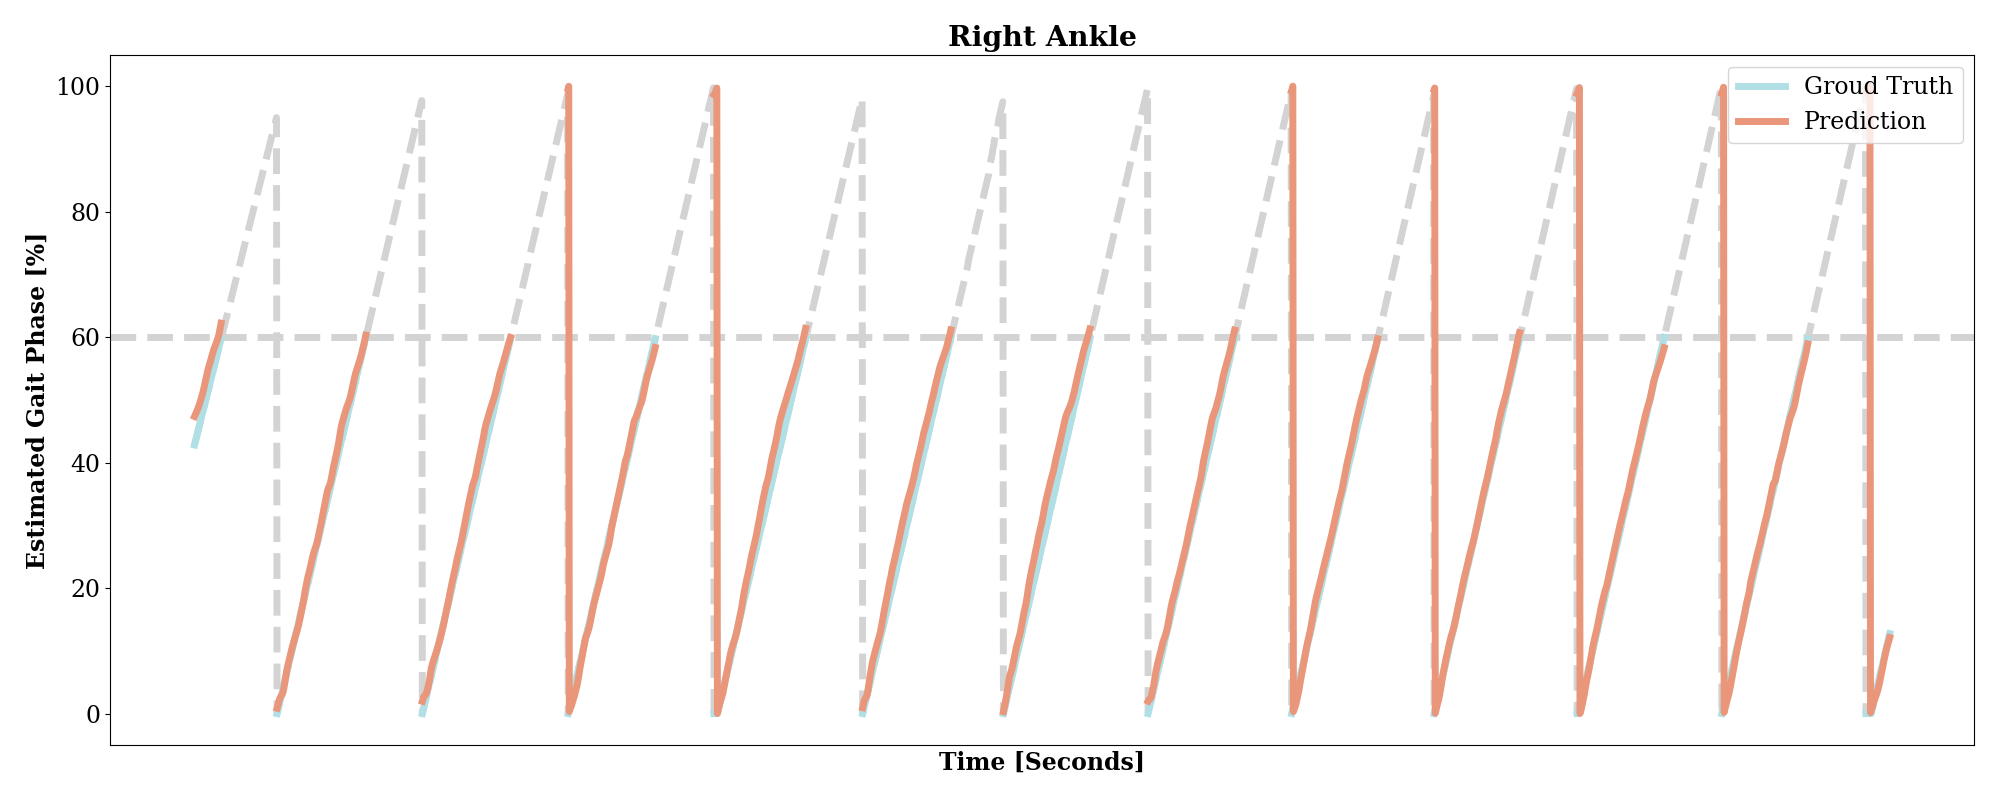 Right Ankle
Estimated Gait Phase [%]
100
80
60
40
20
0
Groud Truth
Prediction
Time [Seconds]